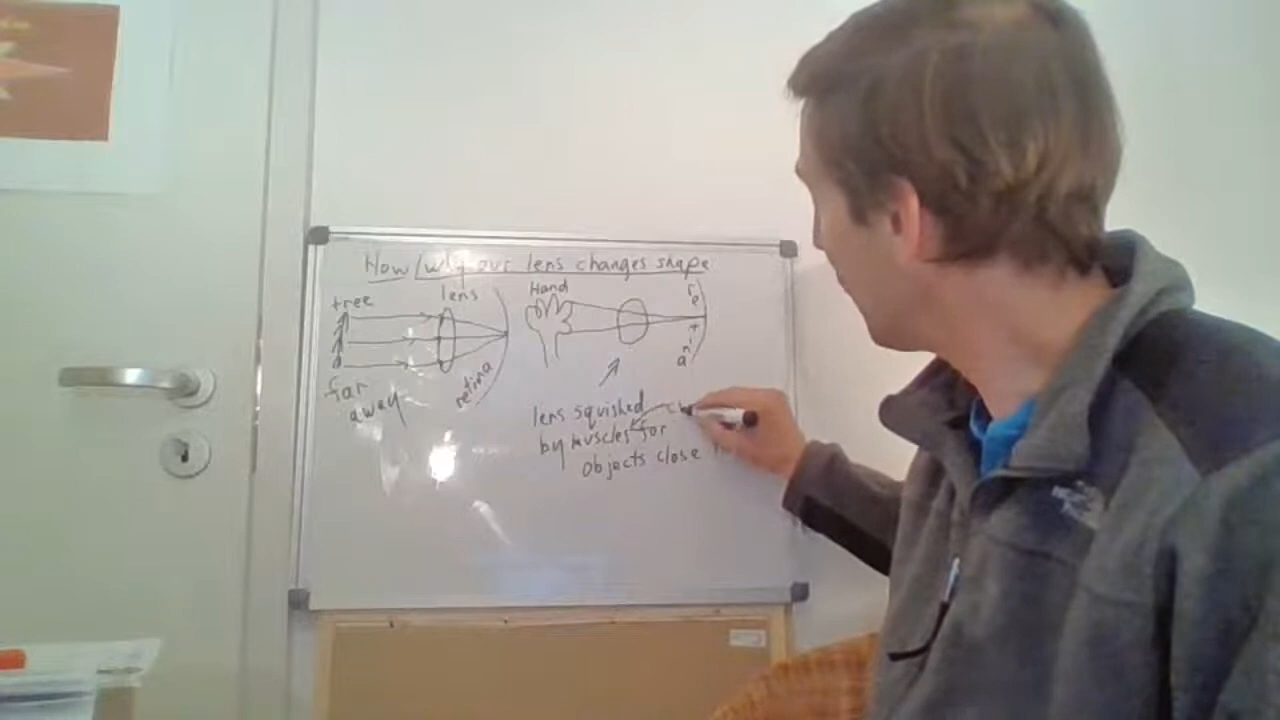 How/why our lens changes shape
tree
lens
Hand
retina
retina
far
away
lens squished
by muscles for
objects close